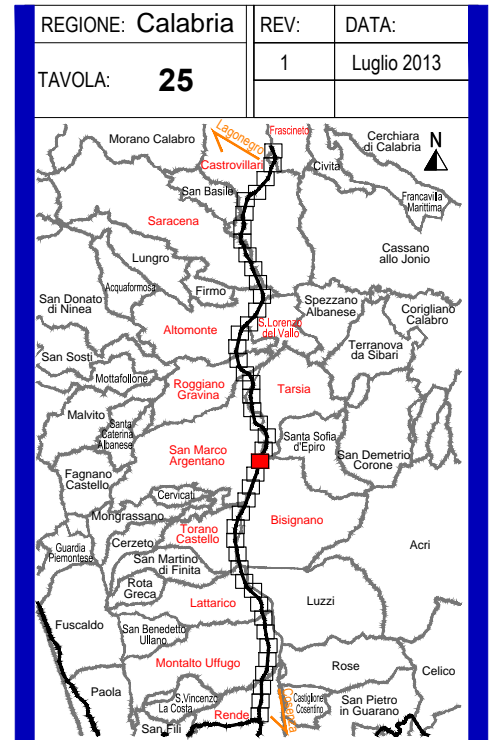 REGIONE: Calabria
REV:
DATA:
TAVOLA: 25
1
Luglio 2013
Lagonegro
Frascineto
Morano Calabro
Cerchiara
di Calabria
N
Castrovillari
Civita
San Basile
Francavilla
Marittima
Saracena
Cassano
allo Jonio
Lungro
Acquaformosa
Firmo
San Donato
di Ninea
Spezzano
Albanese
Corigliano
Calabro
S.Lorenzo
del Vallo
Altomonte
Terranova
da Sibari
San Sosti
Mottafollone
Roggiano
Gravina
Tarsia
Malvito
Santa
Caterina
Albanese
Santa Sofia
d'Epiro
San Marco
Argentano
San Demetrio
Corone
Fagnano
Castello
Cervicati
Mongrassano
Bisignano
Torano
Castello
Guardia
Piemontese
Cerzeto
Acri
San Martino
di Finita
Rota
Greca
Lattarico
Luzzi
Fuscaldo
San Benedetto
Ullano
Montalto Uffugo
Rose
Celico
Paola
S.Vincenzo
La Costa
Cosenza
Castiglione
Cosentino
San Pietro
in Guarano
Rende
San Fili